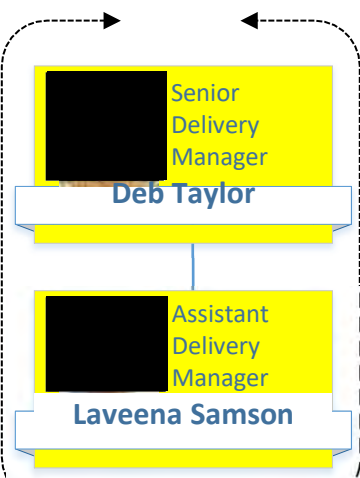 Senior
Delivery
Manager
Deb Taylor
Assistant
Delivery
Manager
Laveena Samson